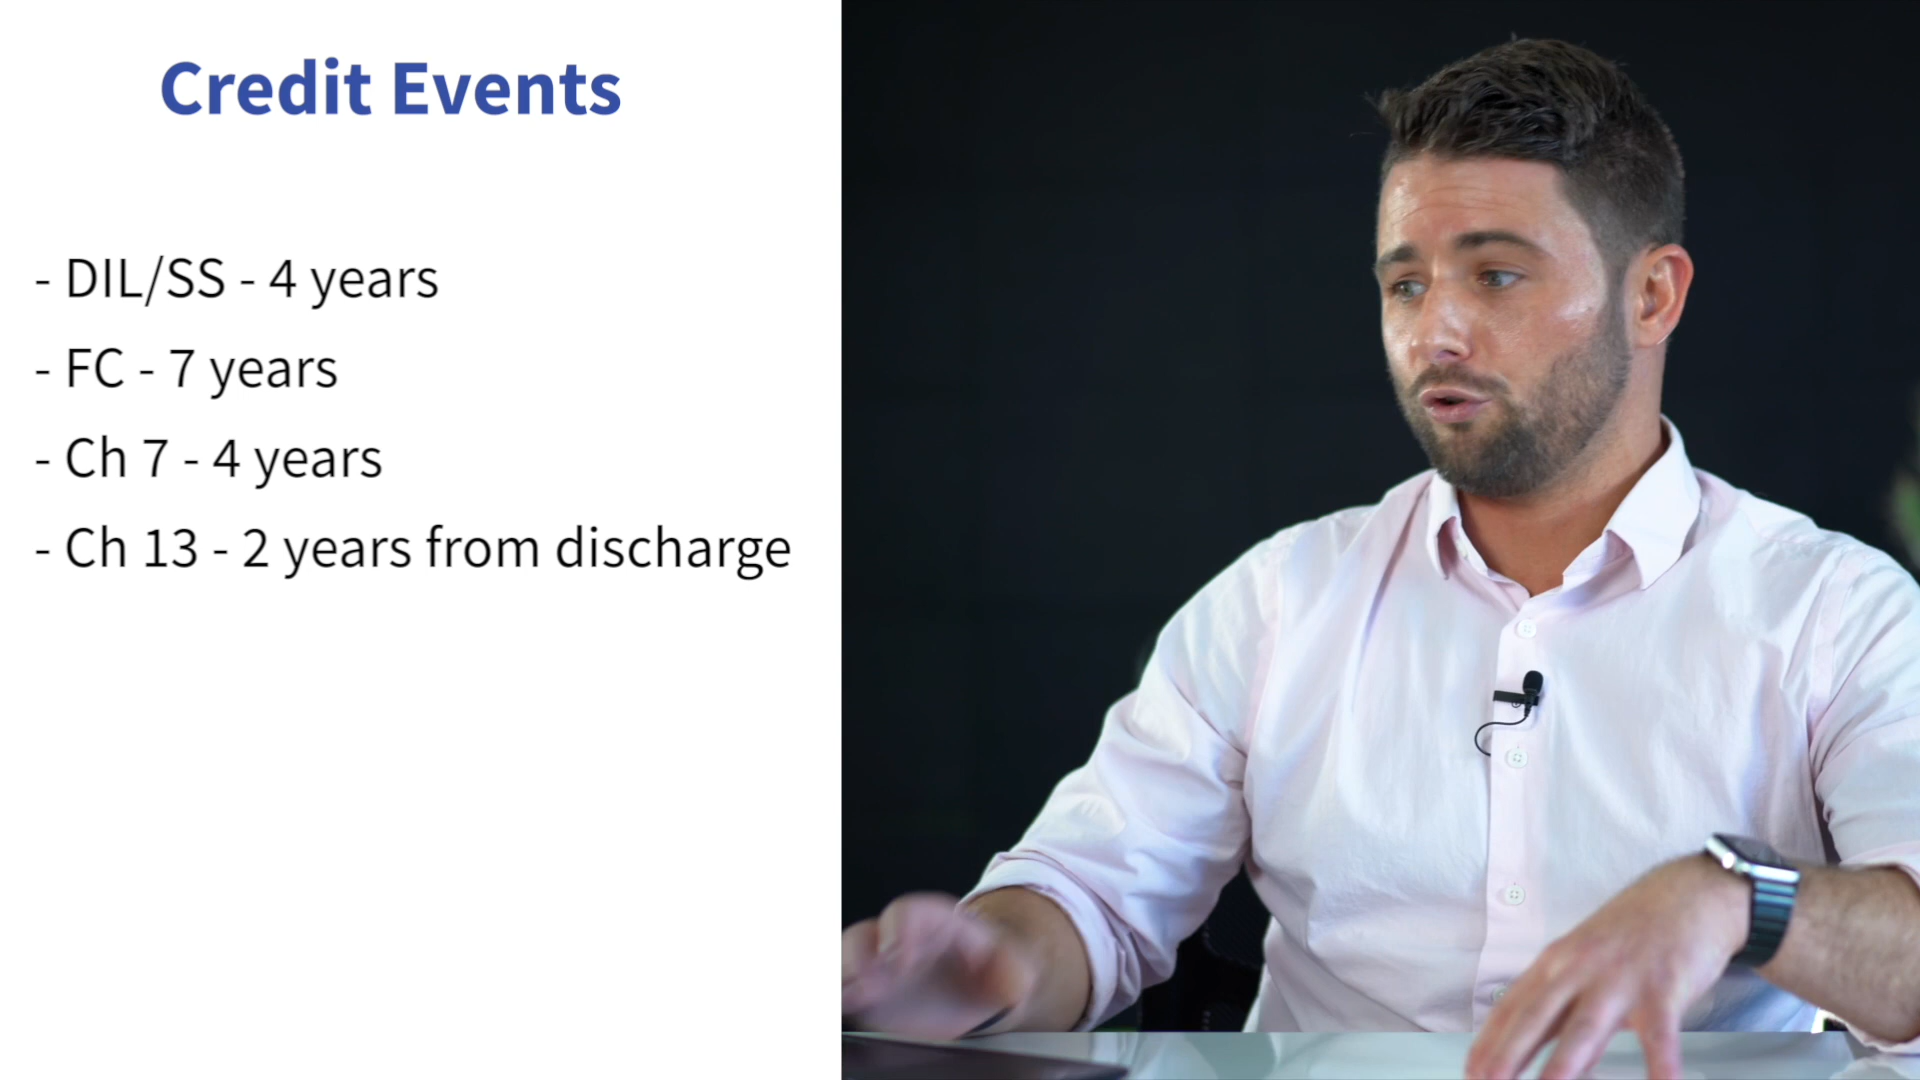 Credit Events
- DIL/SS - 4 years
- FC - 7 years
- Ch 7 - 4 years
- Ch 13 - 2 years from discharge